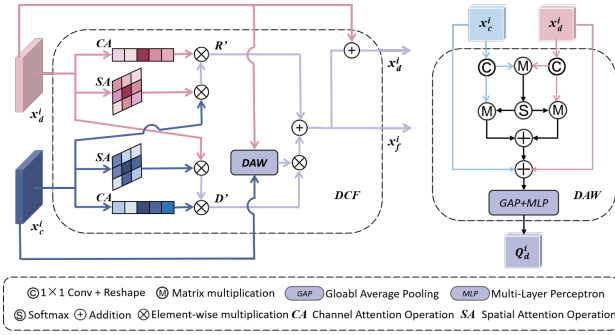 CA R' x_d^i
SA
x_d^i
x_f^i
SA
DAW
CA D' DCF
x_c^i
x_c^i x_d^i
C M C
M S M
GAP+MLP DAW
Q_d^i
C 1×1 Conv + Reshape M Matrix multiplication GAP Gloabl Average Pooling MLP Multi-Layer Perceptron
S Softmax + Addition ⊗ Element-wise multiplication CA Channel Attention Operation SA Spatial Attention Operation